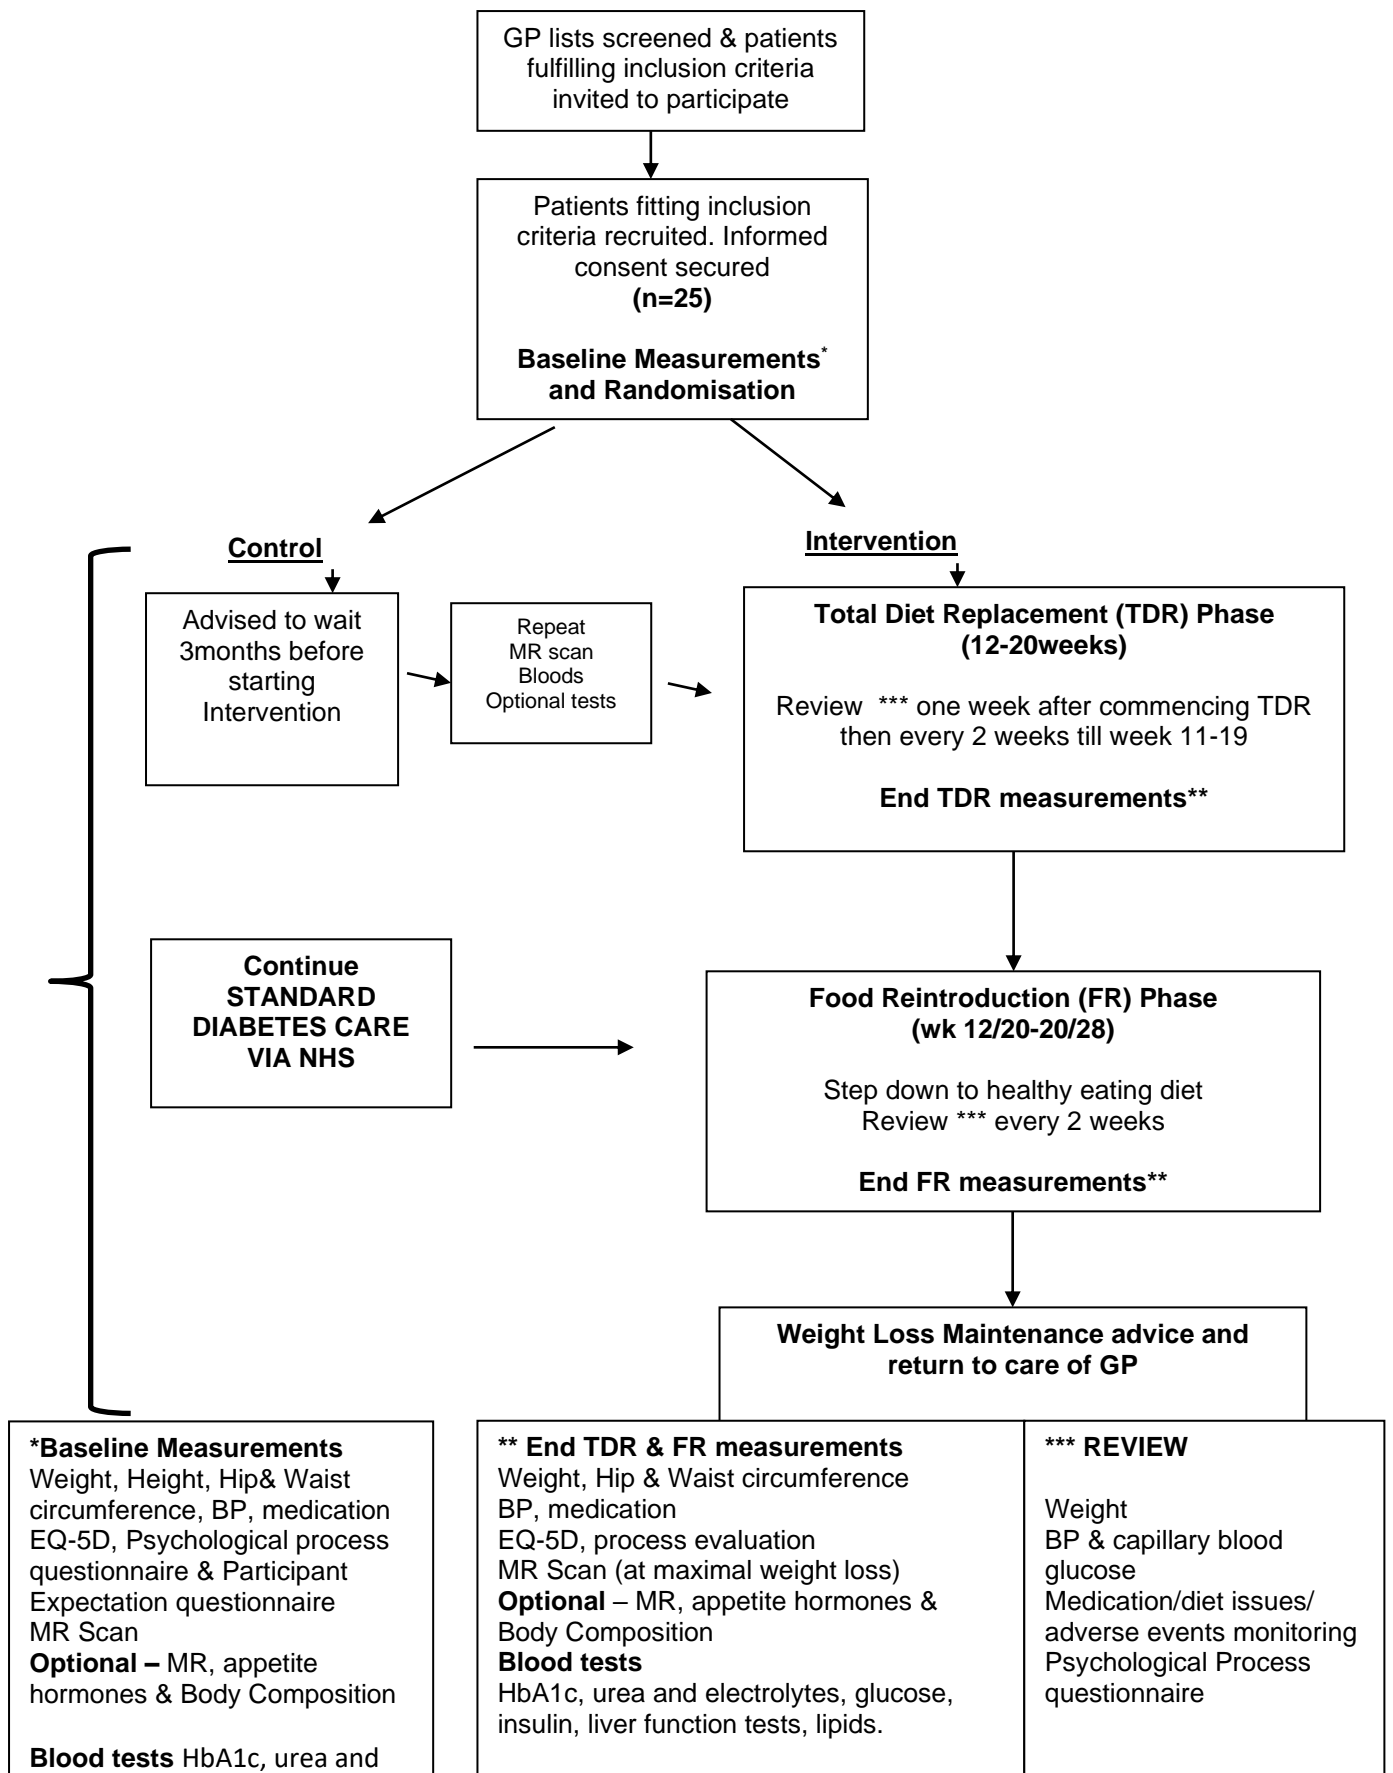 GP lists screened & patients
fulfilling inclusion criteria
invited to participate
Patients fitting inclusion
criteria recruited. Informed
consent secured
(n=25)
Baseline Measurements*
and Randomisation
Control
Intervention
Advised to wait
3months before
starting
Intervention
Repeat
MR scan
Bloods
Optional tests
Total Diet Replacement (TDR) Phase
(12-20weeks)
Review *** one week after commencing TDR
then every 2 weeks till week 11-19
End TDR measurements**
Continue
STANDARD
DIABETES CARE
VIA NHS
Food Reintroduction (FR) Phase
(wk 12/20-20/28)
Step down to healthy eating diet
Review *** every 2 weeks
End FR measurements**
Weight Loss Maintenance advice and
return to care of GP
*Baseline Measurements
Weight, Height, Hip& Waist
circumference, BP, medication
EQ-5D, Psychological process
questionnaire & Participant
Expectation questionnaire
MR Scan
Optional – MR, appetite
hormones & Body Composition
Blood tests HbA1c, urea and
** End TDR & FR measurements
Weight, Hip & Waist circumference
BP, medication
EQ-5D, process evaluation
MR Scan (at maximal weight loss)
Optional – MR, appetite hormones &
Body Composition
Blood tests
HbA1c, urea and electrolytes, glucose,
insulin, liver function tests, lipids.
*** REVIEW
Weight
BP & capillary blood
glucose
Medication/diet issues/
adverse events monitoring
Psychological Process
questionnaire